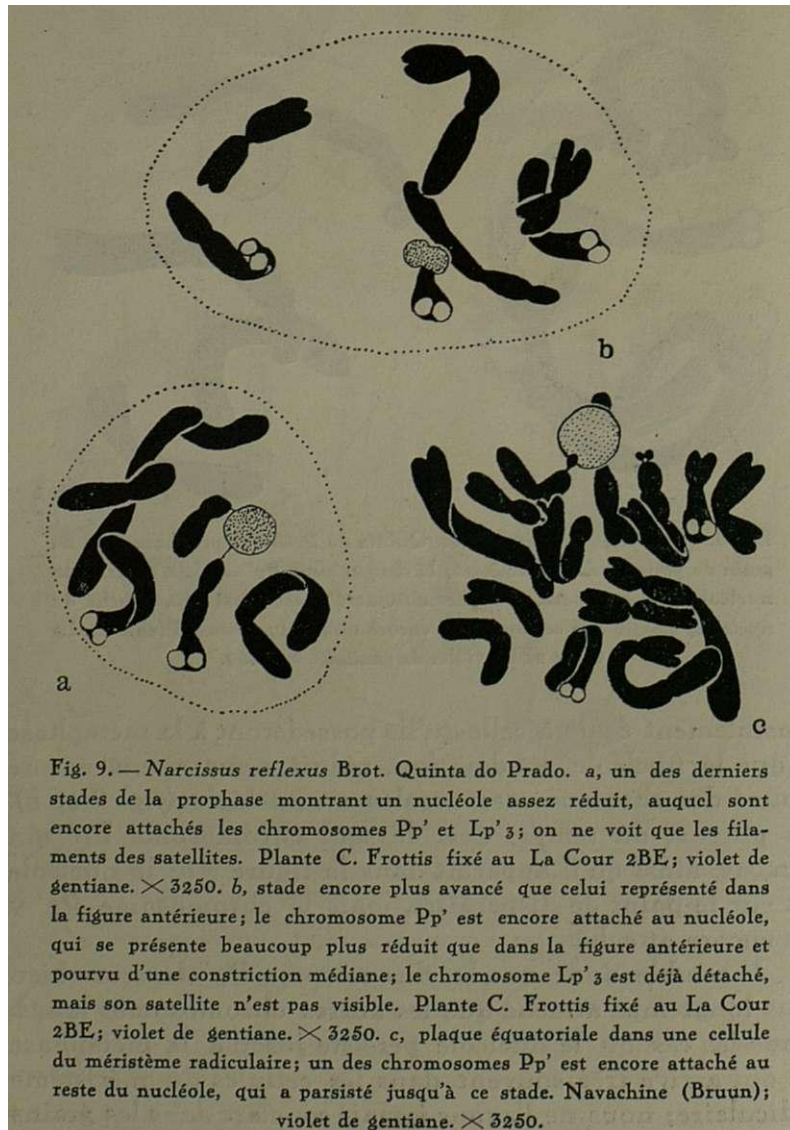 b
a
c
Fig. 9. — Narcissus reflexus Brot. Quinta do Prado. a, un des derniers
stades de la prophase montrant un nucléole assez réduit, auqucl sont
encore attachés les chromosomes Pp' et Lp'3; on ne voit que les fila-
ments des satellites. Plante C. Frottis fixé au La Cour 2BE; violet de
gentiane. × 3250. b, stade encore plus avancé que celui représenté dans
la figure antérieure; le chromosome Pp' est encore attaché au nucléole,
qui se présente beaucoup plus réduit que dans la figure antérieure et
pourvu d'une constriction médiane; le chromosome Lp'3 est déjà détaché,
mais son satellite n'est pas visible. Plante C. Frottis fixé au La Cour
2BE; violet de gentiane. × 3250. c, plaque équatoriale dans une cellule
du méristème radiculaire; un des chromosomes Pp' est encore attaché au
reste du nucléole, qui a parsisté jusqu'à ce stade. Navachine (Bruun);
violet de gentiane. × 3250.